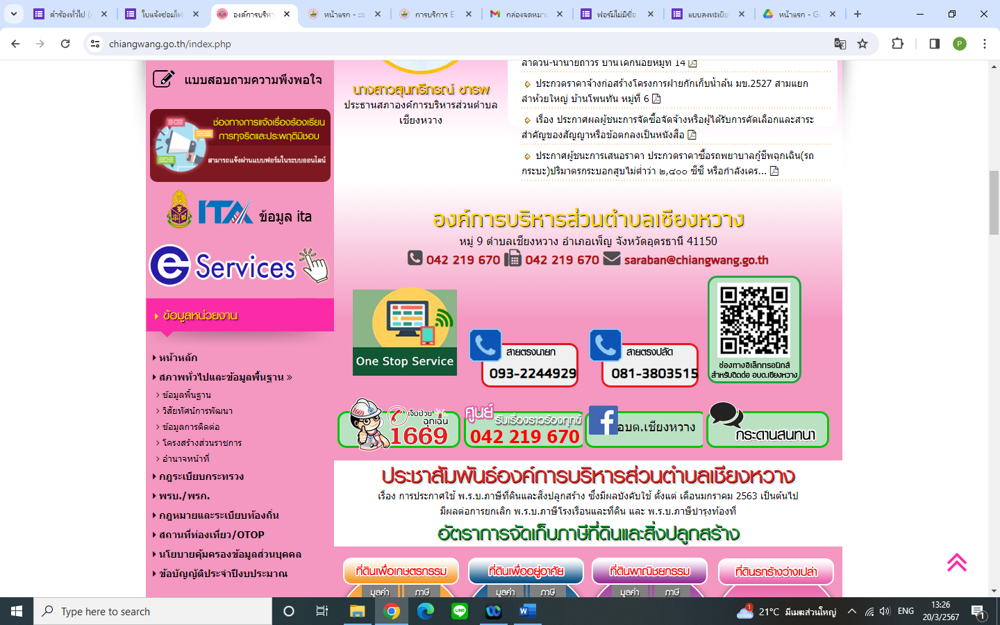 คำร้องทั่วไป
ใบแจ้งซ่อมไฟ
องค์การบริหา
หน้าแรก - ::อ
การบริการ E-
กล่องจดหมาย
ฟอร์มไม่มีชื่อ
แบบลงทะเบีย
หน้าแรก - Go
chiangwang.go.th/index.php
P
แบบสอบถามความพึงพอใจ
ช่องทางการแจ้งเรื่องร้องเรียน
การทุจริตและประพฤติมิชอบ
สามารถแจ้งผ่านแบบฟอร์มในระบบออนไลน์
ITA ข้อมูล ita
e Services
ข้อมูลหน่วยงาน
หน้าหลัก
สภาพทั่วไปและข้อมูลพื้นฐาน »
ข้อมูลพื้นฐาน
วิสัยทัศน์การพัฒนา
ข้อมูลการติดต่อ
โครงสร้างส่วนราชการ
อำนาจหน้าที่
กฎระเบียบกระทรวง
พรบ./พรก.
กฎหมายและระเบียบท้องถิ่น
สถานที่ท่องเที่ยว/OTOP
นโยบายคุ้มครองข้อมูลส่วนบุคคล
ข้อบัญญัติประจำปีงบประมาณ
นางสาวสุนทรีภรณ์ ซารพ
ประธานสภาองค์การบริหารส่วนตำบล
เชียงหวาง
ลาดวน-นานายถาวร บ้านโคกน้อยหมู่ที่ 14
ประกวดราคาจ้างก่อสร้างโครงการฝายกักเก็บน้ำล้น มข.2527 สามแยก
สำห้วยใหญ่ บ้านโพนทัน หมู่ที่ 6
เรื่อง ประกาศผลผู้ชนะการจัดซื้อจัดจ้างหรือผู้ได้รับการคัดเลือกและสาระ
สำคัญของสัญญาหรือข้อตกลงเป็นหนังสือ
ประกาศผู้ชนะการเสนอราคา ประกวดราคาซื้อรถพยาบาลกู้ชีพฉุกเฉิน(รถ
กระบะ)ปริมาตรกระบอกสูบไม่ต่ำว่า ๒,๔๐๐ ซีซี หรือกำลังเคร...
องค์การบริหารส่วนตำบลเชียงหวาง
หมู่ 9 ตำบลเชียงหวาง อำเภอเพ็ญ จังหวัดอุดรธานี 41150
042 219 670 042 219 670 saraban@chiangwang.go.th
One Stop Service
สายตรงนายก
093-2244929
สายตรงปลัด
081-3803515
ช่องทางอิเล็กทรอนิกส์
สำหรับติดต่อ อบต.เชียงหวาง
1669
เจ็บป่วย
ฉุกเฉิน
1669
ศูนย์
รับเรื่องราวร้องทุกข์
042 219 670
f อบต.เชียงหวาง
กระดานสนทนา
ประชาสัมพันธ์องค์การบริหารส่วนตำบลเชียงหวาง
เรื่อง การประกาศใช้ พ.ร.บ.ภาษีที่ดินและสิ่งปลูกสร้าง ซึ่งมีผลบังคับใช้ ตั้งแต่ เดือนมกราคม 2563 เป็นต้นไป
มีผลต่อการยกเลิก พ.ร.บ.ภาษีโรงเรือนและที่ดิน และ พ.ร.บ.ภาษีบำรุงท้องที่
อัตราการจัดเก็บภาษีที่ดินและสิ่งปลูกสร้าง
ที่ดินเพื่อเกษตรกรรม
ที่ดินเพื่ออยู่อาศัย
ที่ดินพาณิชยกรรม
ที่ดินรกร้างว่างเปล่า
มูลค่า ภาษี
มูลค่า ภาษี
มูลค่า ภาษี
Type here to search
1
21°C มีเมฆส่วนใหญ่
ENG
13:26
20/3/2567
1